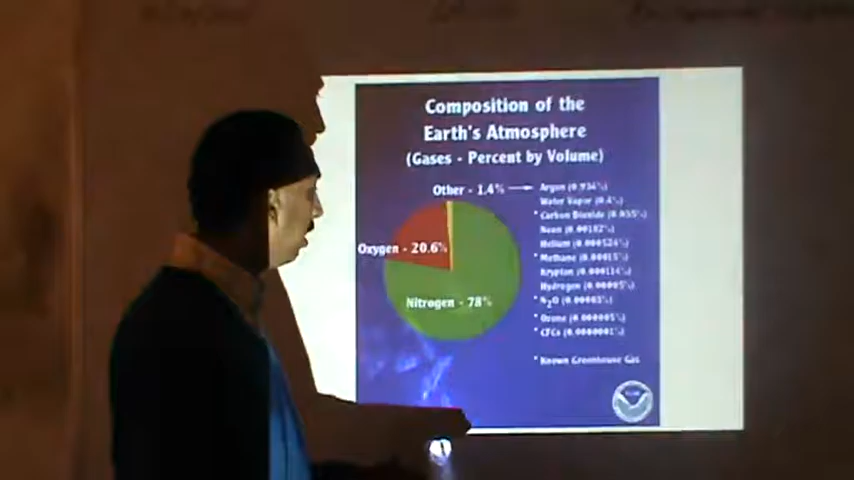 Composition of the
Earth's Atmosphere
(Gases - Percent by Volume)
Other - 1.4%
Argon (0.934%)
Water Vapor (0.4%)
* Carbon Dioxide
Neon (0.00182%)
Helium (0.000524%)
* Methane (0.00015%)
Krypton (0.000114%)
Hydrogen (0.00005%)
* N2O
* Ozone
* CFCs
* Known Greenhouse Gas
Oxygen - 20.6%
Nitrogen - 78%